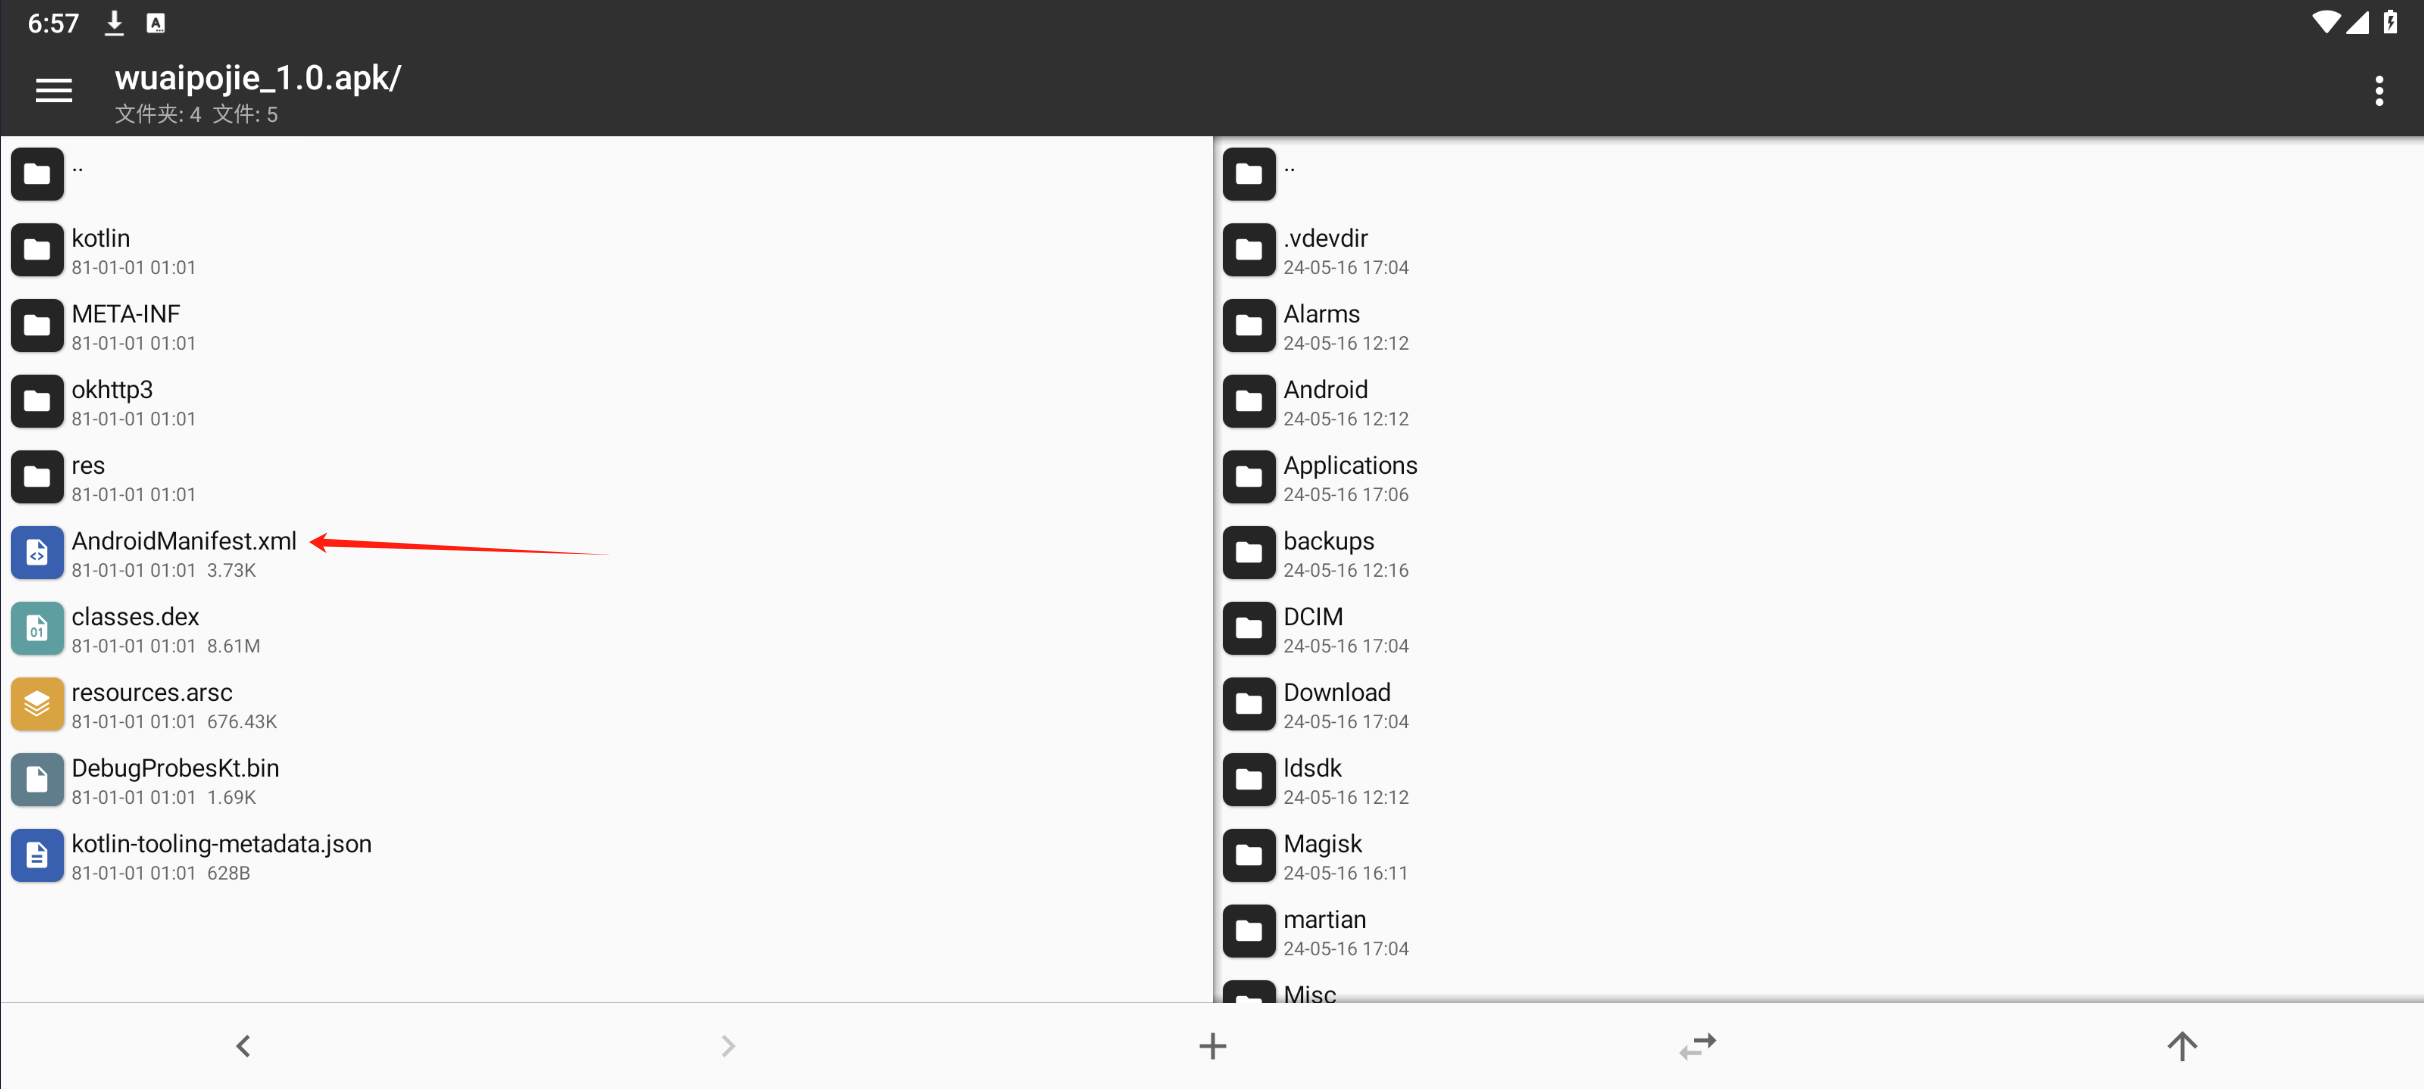 6:57
wuaipojie_1.0.apk/
文件夹: 4 文件: 5
..
kotlin
81-01-01 01:01
META-INF
81-01-01 01:01
okhttp3
81-01-01 01:01
res
81-01-01 01:01
AndroidManifest.xml
81-01-01 01:01 3.73K
classes.dex
81-01-01 01:01 8.61M
resources.arsc
81-01-01 01:01 676.43K
DebugProbesKt.bin
81-01-01 01:01 1.69K
kotlin-tooling-metadata.json
81-01-01 01:01 628B
..
.vdevdir
24-05-16 17:04
Alarms
24-05-16 12:12
Android
24-05-16 12:12
Applications
24-05-16 17:06
backups
24-05-16 12:16
DCIM
24-05-16 17:04
Download
24-05-16 17:04
ldsdk
24-05-16 12:12
Magisk
24-05-16 16:11
martian
24-05-16 17:04
Misc